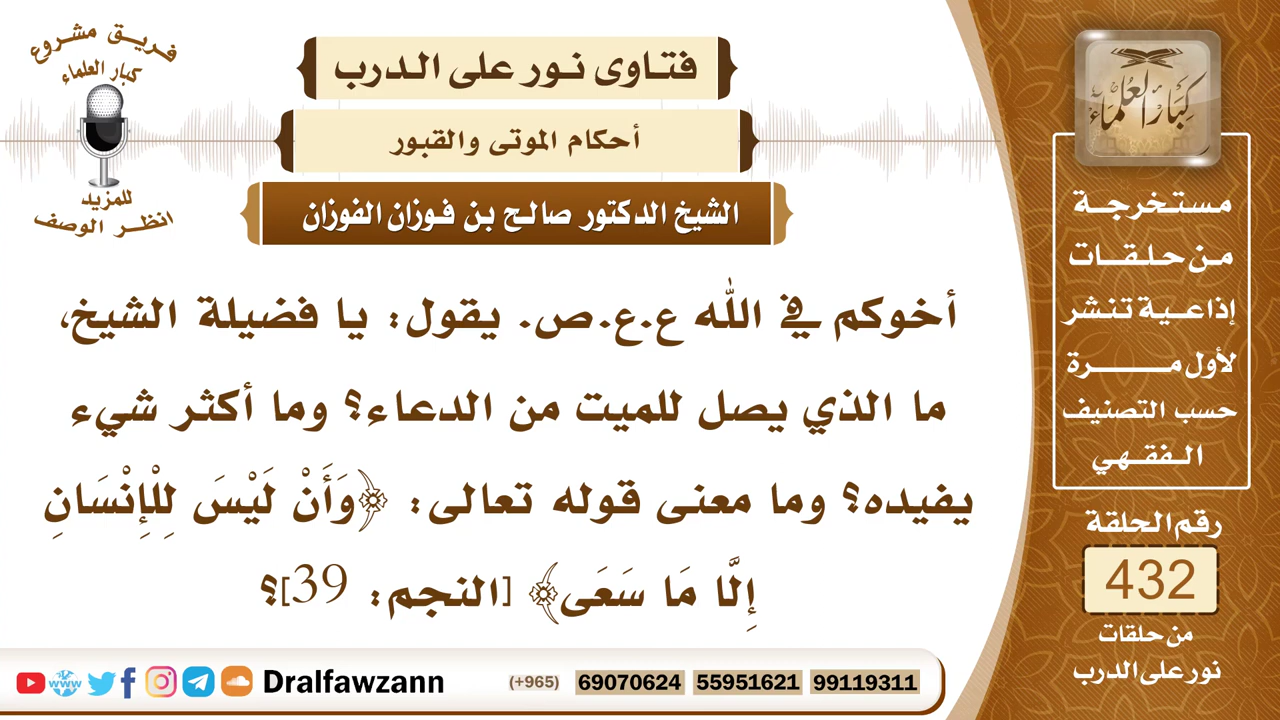 فريق مشروع
كبار العلماء
للمزيد
انظر الوصف
فتاوى نور على الدرب
أحكام الموتى والقبور
الشيخ الدكتور صالح بن فوزان الفوزان
أخوكم في الله ع.ع.ص. يقول: يا فضيلة الشيخ،
ما الذي يصل للميت من الدعاء؟ وما أكثر شيء
يفيده؟ وما معنى قوله تعالى: ﴿وَأَنْ لَيْسَ لِلْإِنْسَانِ
إِلَّا مَا سَعَى﴾ [النجم: 39]؟
كبار العلماء
مستخرجة
من حلقات
إذاعية تنشر
لأول مرة
حسب التصنيف
الفقهي
رقم الحلقة
432
من حلقات
نور على الدرب
www Dralfawzann (+965) 69070624 55951621 99119311